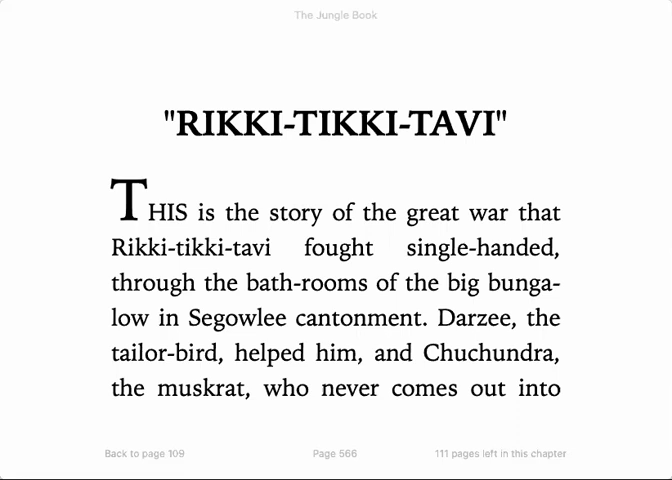 The Jungle Book
"RIKKI-TIKKI-TAVI"
THIS is the story of the great war that
Rikki-tikki-tavi fought single-handed,
through the bath-rooms of the big bunga-
low in Segowlee cantonment. Darzee, the
tailor-bird, helped him, and Chuchundra,
the muskrat, who never comes out into
Back to page 109
Page 566
111 pages left in this chapter